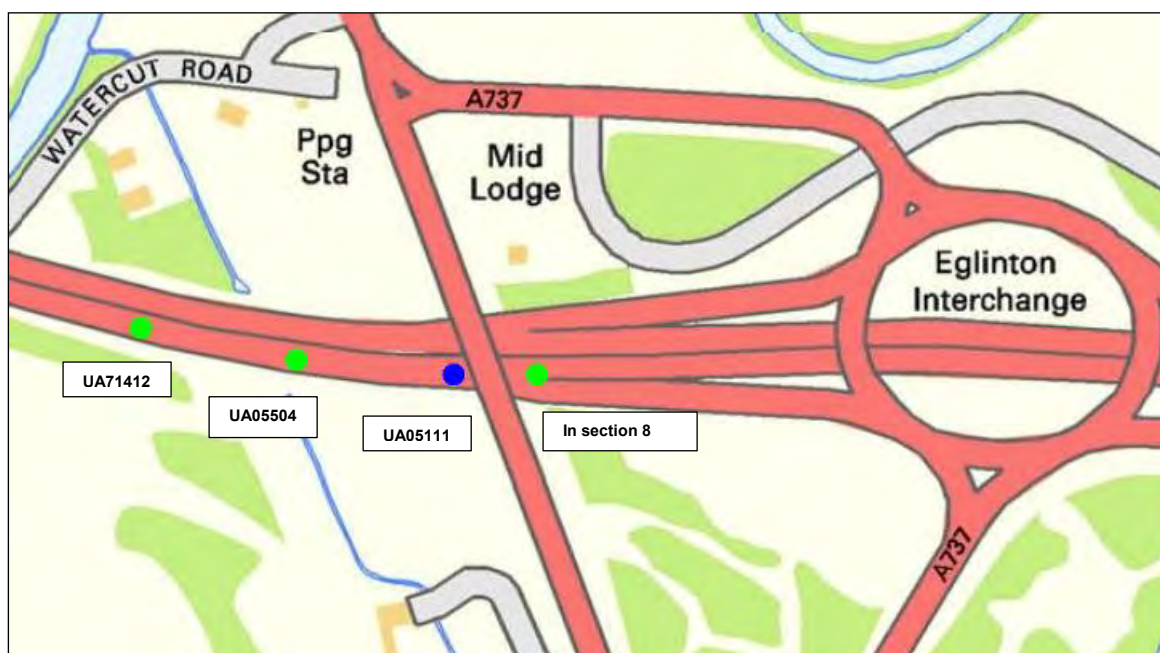 WATERCUT ROAD
A737
Ppg
Sta
Mid
Lodge
Eglinton
Interchange
UA71412
UA05504
UA05111
In section 8
A737